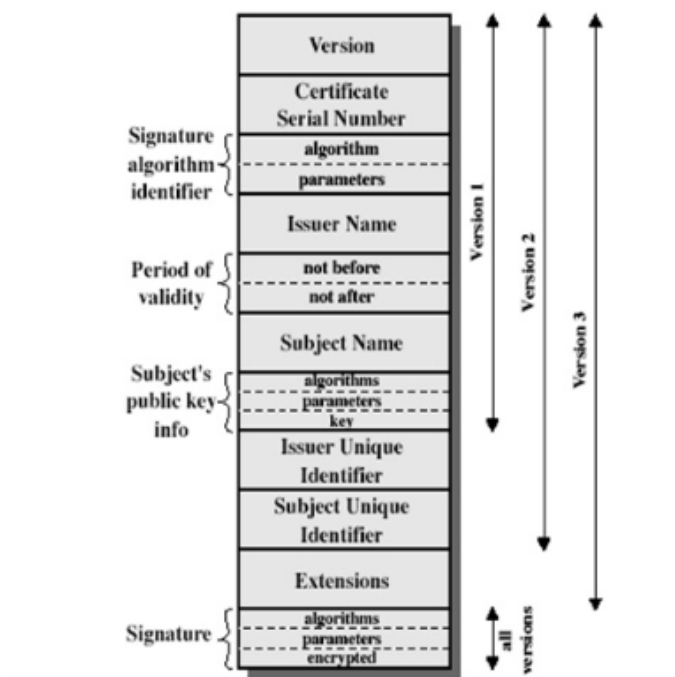 Version
Certificate
Serial Number
Signature
algorithm
identifier
algorithm
parameters
Issuer Name
Period of
validity
not before
not after
Subject Name
Subject's
public key
info
algorithms
parameters
key
Issuer Unique
Identifier
Subject Unique
Identifier
Extensions
Signature
algorithms
parameters
encrypted
Version 1
Version 2
Version 3
all
versions